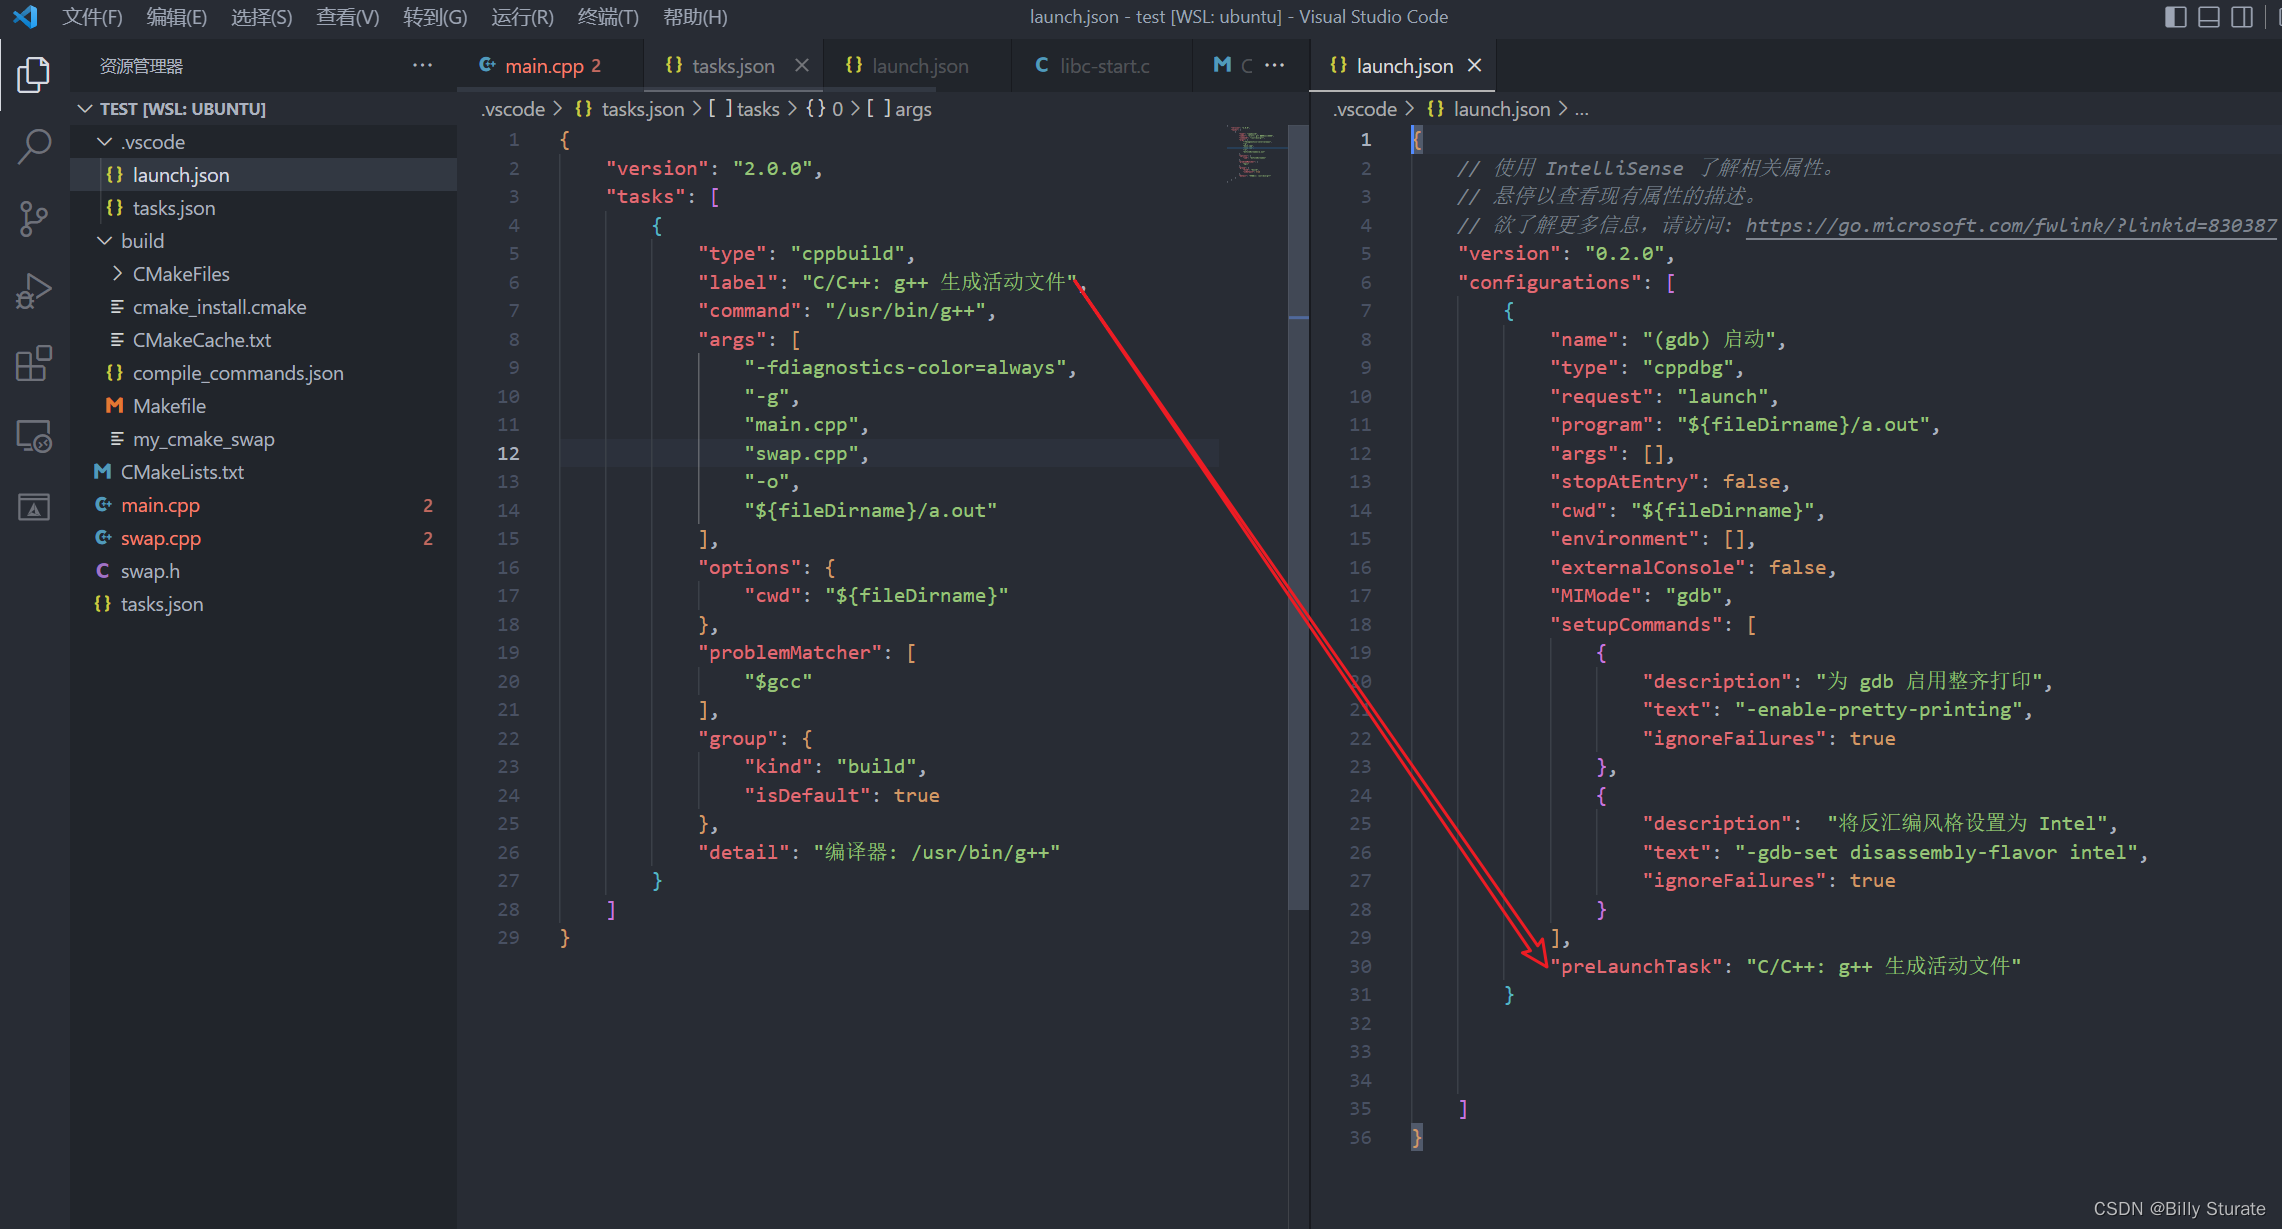 文件(F) 编辑(E) 选择(S) 查看(V) 转到(G) 运行(R) 终端(T) 帮助(H)
launch.json - test [WSL: ubuntu] - Visual Studio Code
资源管理器 ···
TEST [WSL: UBUNTU]
.vscode
{} launch.json
{} tasks.json
build
CMakeFiles
cmake_install.cmake
CMakeCache.txt
{} compile_commands.json
M Makefile
my_cmake_swap
M CMakeLists.txt
C+ main.cpp 2
C+ swap.cpp 2
C swap.h
{} tasks.json
C+ main.cpp 2 {} tasks.json × {} launch.json C libc-start.c M C ···
.vscode > {} tasks.json > [ ] tasks > {} 0 > [ ] args
1 {
2 "version": "2.0.0",
3 "tasks": [
4 {
5 "type": "cppbuild",
6 "label": "C/C++: g++ 生成活动文件",
7 "command": "/usr/bin/g++",
8 "args": [
9 "-fdiagnostics-color=always",
10 "-g",
11 "main.cpp",
12 "swap.cpp",
13 "-o",
14 "${fileDirname}/a.out"
15 ],
16 "options": {
17 "cwd": "${fileDirname}"
18 },
19 "problemMatcher": [
20 "$gcc"
21 ],
22 "group": {
23 "kind": "build",
24 "isDefault": true
25 },
26 "detail": "编译器: /usr/bin/g++"
27 }
28 ]
29 }
{} launch.json ×
.vscode > {} launch.json > ...
1 {
2 // 使用 IntelliSense 了解相关属性。
3 // 悬停以查看现有属性的描述。
4 // 欲了解更多信息，请访问: https://go.microsoft.com/fwlink/?linkid=830387
5 "version": "0.2.0",
6 "configurations": [
7 {
8 "name": "(gdb) 启动",
9 "type": "cppdbg",
10 "request": "launch",
11 "program": "${fileDirname}/a.out",
12 "args": [],
13 "stopAtEntry": false,
14 "cwd": "${fileDirname}",
15 "environment": [],
16 "externalConsole": false,
17 "MIMode": "gdb",
18 "setupCommands": [
19 {
20 "description": "为 gdb 启用整齐打印",
21 "text": "-enable-pretty-printing",
22 "ignoreFailures": true
23 },
24 {
25 "description":  "将反汇编风格设置为 Intel",
26 "text": "-gdb-set disassembly-flavor intel",
27 "ignoreFailures": true
28 }
29 ],
30 "preLaunchTask": "C/C++: g++ 生成活动文件"
31 }
32
33
34
35 ]
36 }
CSDN @Billy Sturate